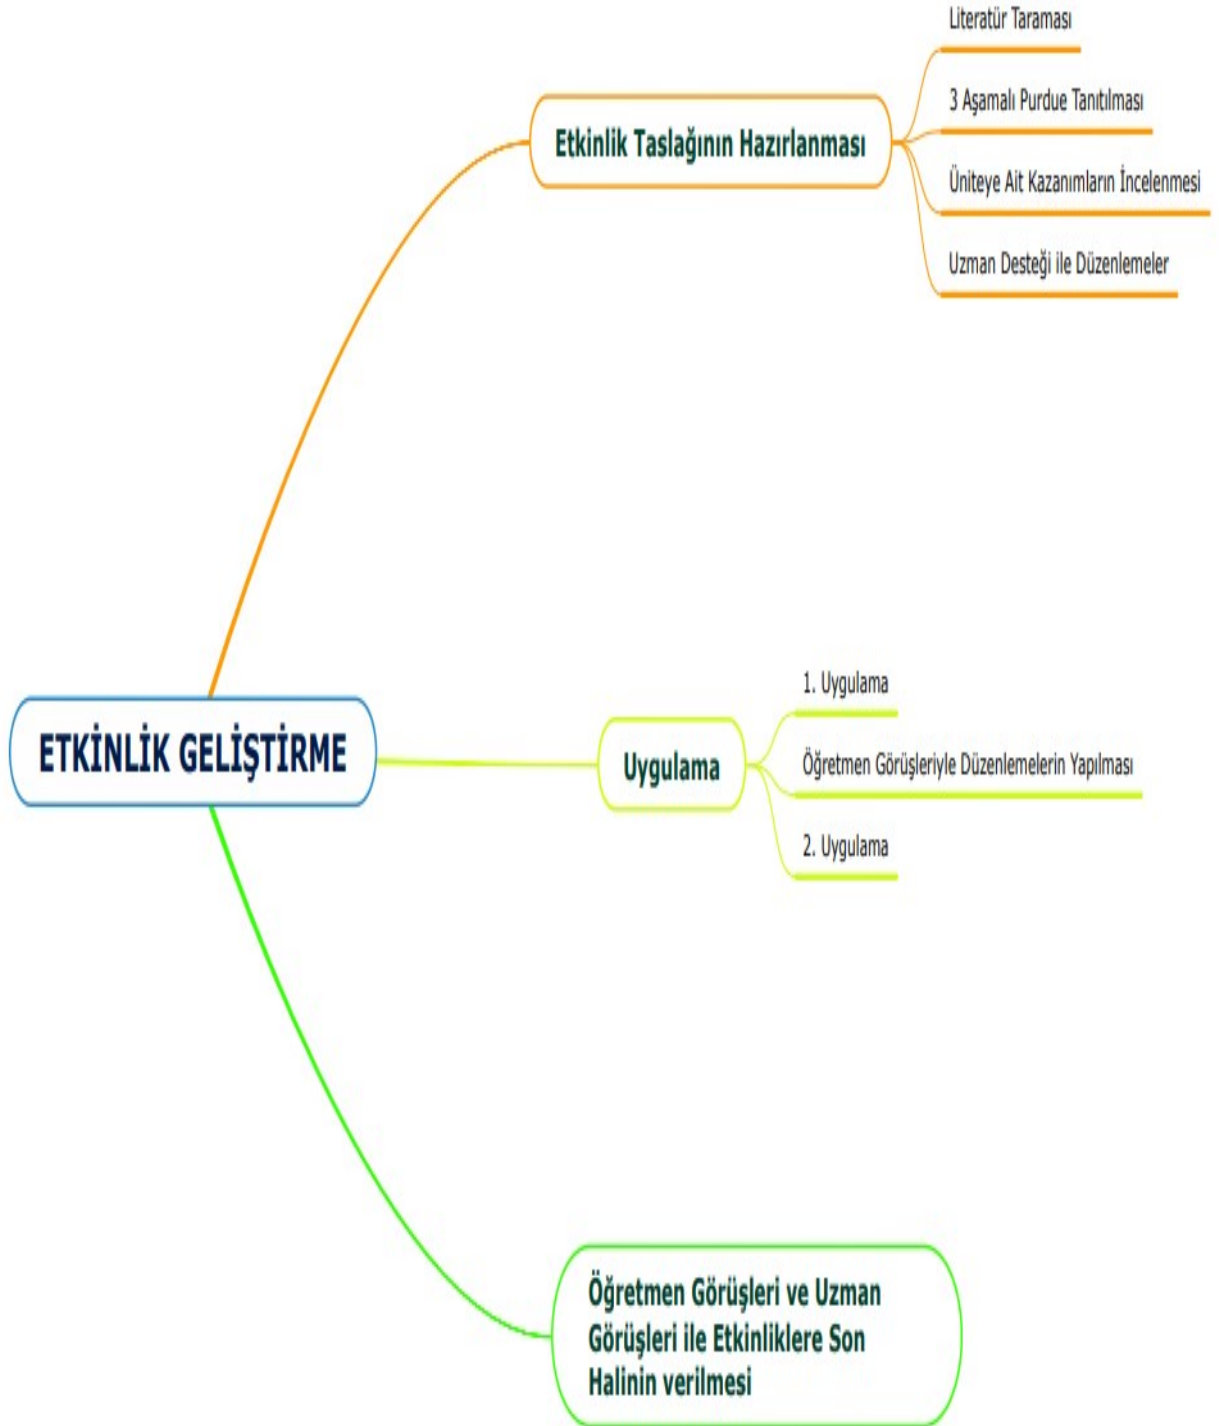 Literatür Taraması
3 Aşamalı Purdue Tanıtılması
Etkinlik Taslağının Hazırlanması
Üniteye Ait Kazanımların İncelenmesi
Uzman Desteği ile Düzenlemeler
ETKİNLİK GELİŞTİRME
Uygulama
1. Uygulama
Öğretmen Görüşleriyle Düzenlemelerin Yapılması
2. Uygulama
Öğretmen Görüşleri ve Uzman
Görüşleri ile Etkinliklere Son
Halinin verilmesi